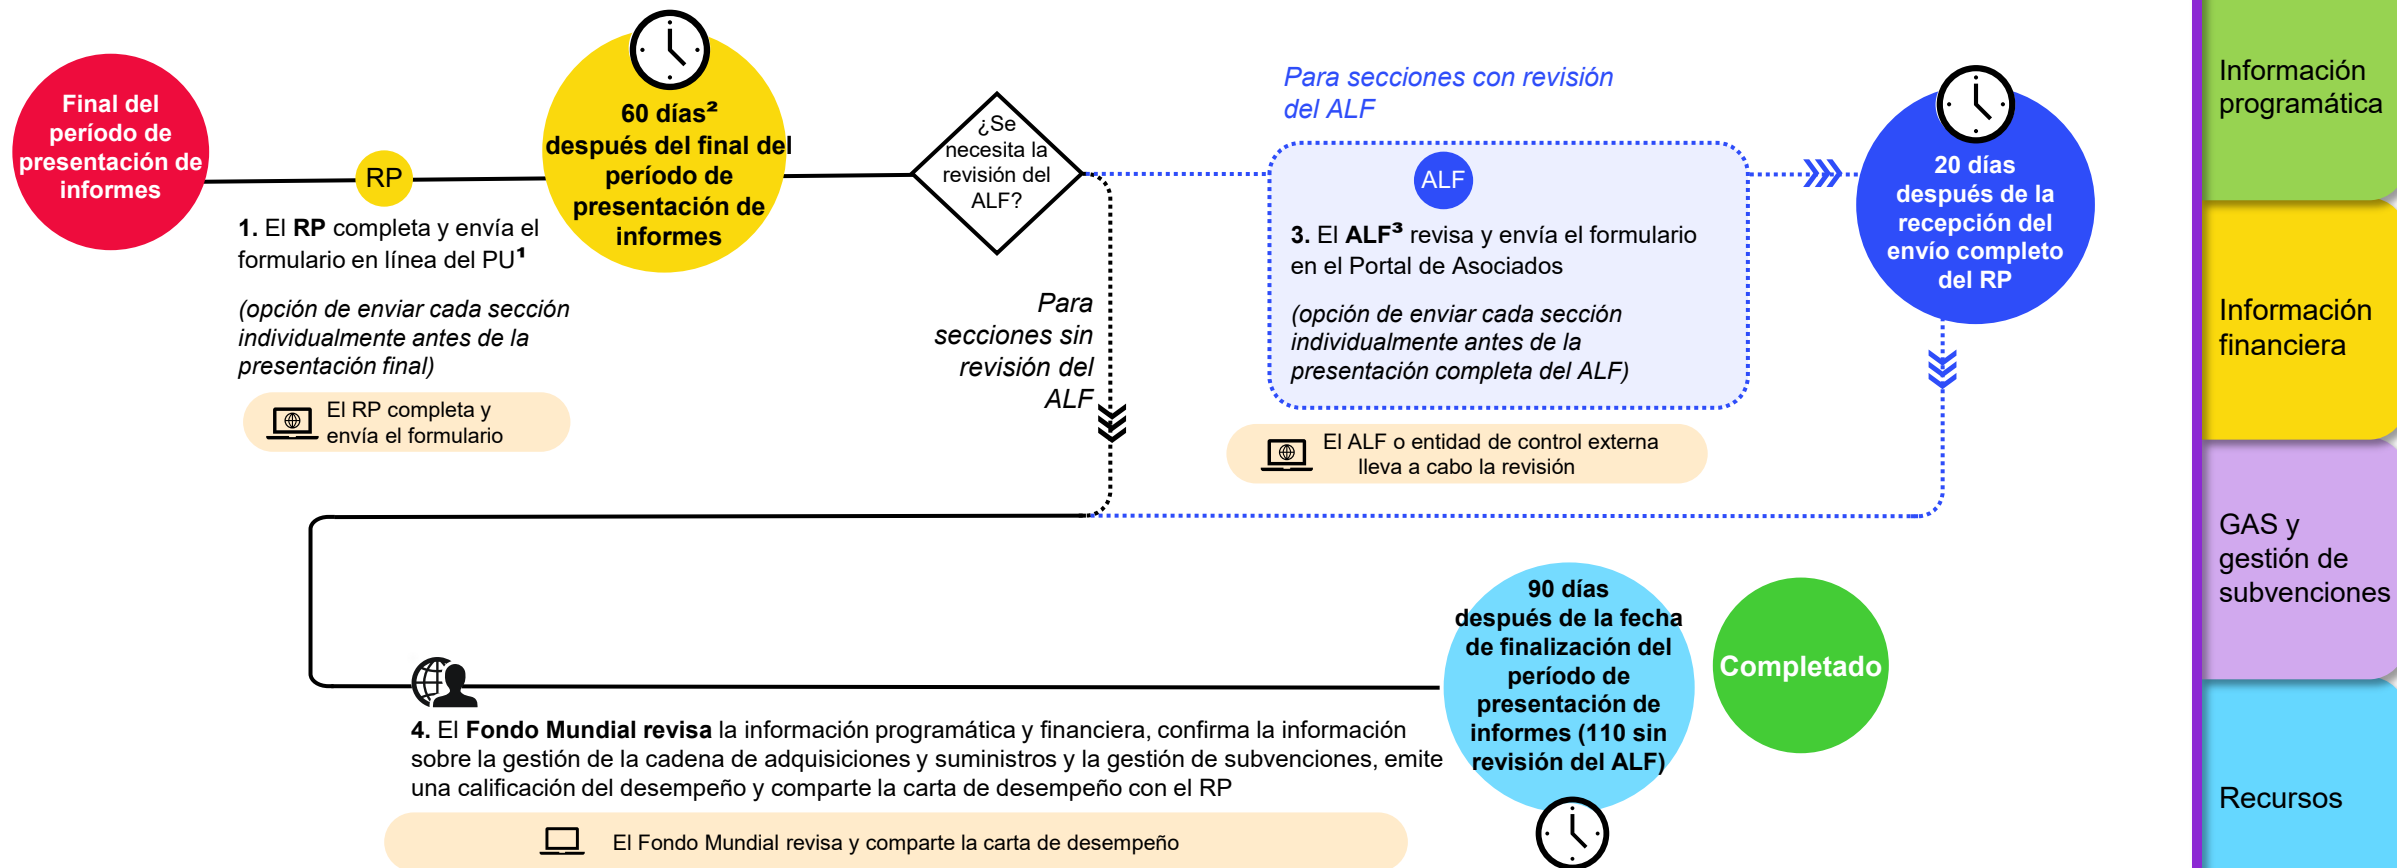 Final del
período de
presentación de
informes
RP
1. El RP completa y envía el
formulario en línea del PU¹
(opción de enviar cada sección
individualmente antes de la
presentación final)
El RP completa y
envía el formulario
60 días²
después del final del
período de
presentación de
informes
¿Se
necesita la
revisión del
ALF?
Para
secciones sin
revisión del
ALF
Para secciones con revisión
del ALF
ALF
3. El ALF³ revisa y envía el formulario
en el Portal de Asociados
(opción de enviar cada sección
individualmente antes de la
presentación completa del ALF)
El ALF o entidad de control externa
lleva a cabo la revisión
20 días
después de la
recepción del
envío completo
del RP
4. El Fondo Mundial revisa la información programática y financiera, confirma la información
sobre la gestión de la cadena de adquisiciones y suministros y la gestión de subvenciones, emite
una calificación del desempeño y comparte la carta de desempeño con el RP
El Fondo Mundial revisa y comparte la carta de desempeño
90 días
después de la fecha
de finalización del
período de
presentación de
informes (110 sin
revisión del ALF)
Completado
Información
programática
Información
financiera
GAS y
gestión de
subvenciones
Recursos